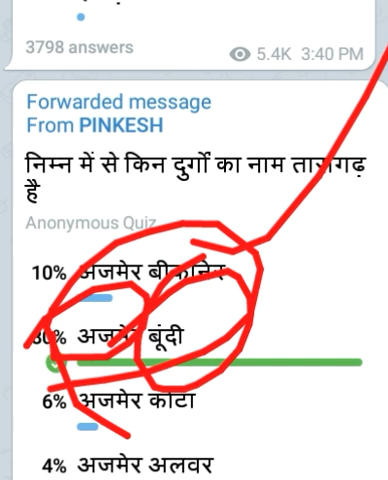 3798 answers 5.4K 3:40 PM
Forwarded message
From PINKESH
निम्न में से किन दुर्गो का नाम तारागढ़
है
Anonymous Quiz
10% अजमेर बीकानेर
80% अजमेर बूंदी
6% अजमेर कोटा
4% अजमेर अलवर